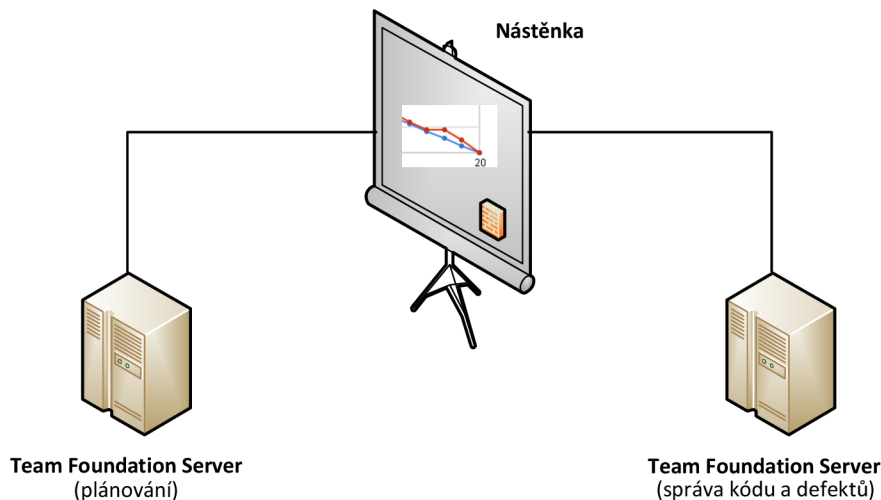 Nástěnka
20
Team Foundation Server
(plánování)
Team Foundation Server
(správa kódu a defektů)